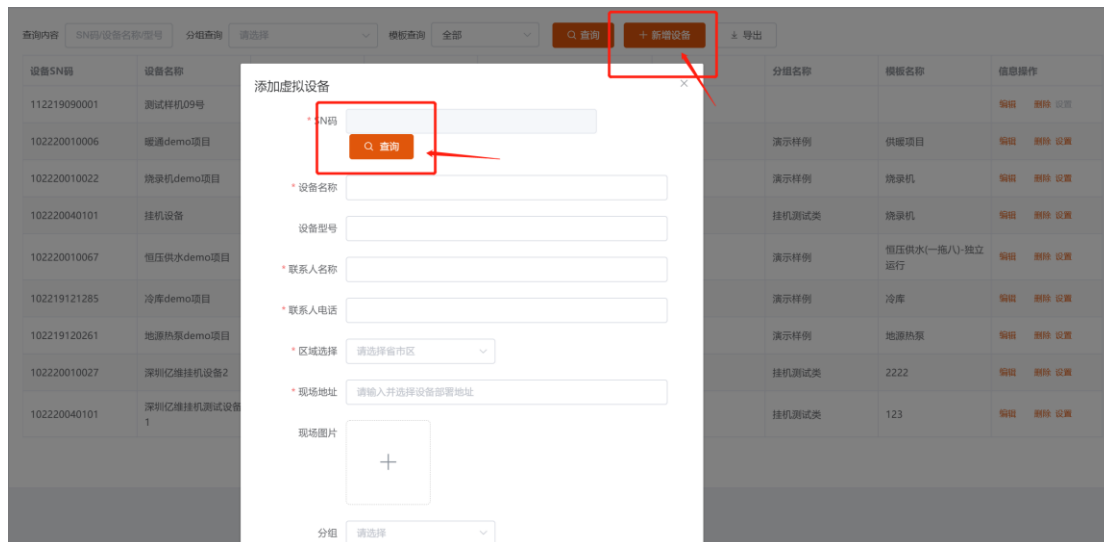 查询内容 SN码/设备名称/型号 分组查询 请选择 模板查询 全部 查询 + 新增设备 导出
设备SN码 设备名称 分组名称 模板名称 信息操作
添加虚拟设备
112219090001 测试样机09号 编辑 删除 设置
* SN码
102220010006 暖通demo项目 演示样例 供暖项目 编辑 删除 设置
查询
102220010022 烧录机demo项目 演示样例 烧录机 编辑 删除 设置
* 设备名称
102220040101 挂机设备 挂机测试类 烧录机 编辑 删除 设置
设备型号
102220010067 恒压供水demo项目 演示样例 恒压供水(一拖八)-独立
运行 编辑 删除 设置
* 联系人名称
102219121285 冷库demo项目 演示样例 冷库 编辑 删除 设置
* 联系人电话
102219120261 地源热泵demo项目 演示样例 地源热泵 编辑 删除 设置
* 区域选择 请选择省市区
102220010027 深圳亿维挂机设备2 挂机测试类 2222 编辑 删除 设置
* 现场地址 请输入并选择设备部署地址
102220040101 深圳亿维挂机测试设备
1 挂机测试类 123 编辑 删除 设置
现场图片
分组 请选择